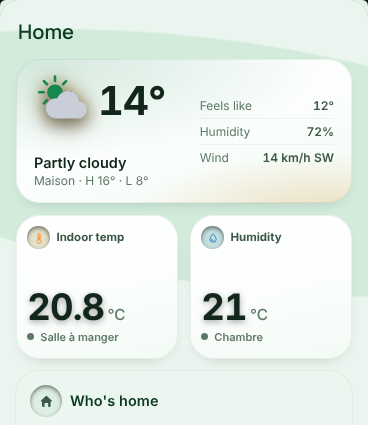 Home
14°
Feels like 12°
Humidity 72%
Wind 14 km/h SW
Partly cloudy
Maison · H 16° · L 8°
Indoor temp
20.8 °C
Salle à manger
Humidity
21 °C
Chambre
Who's home